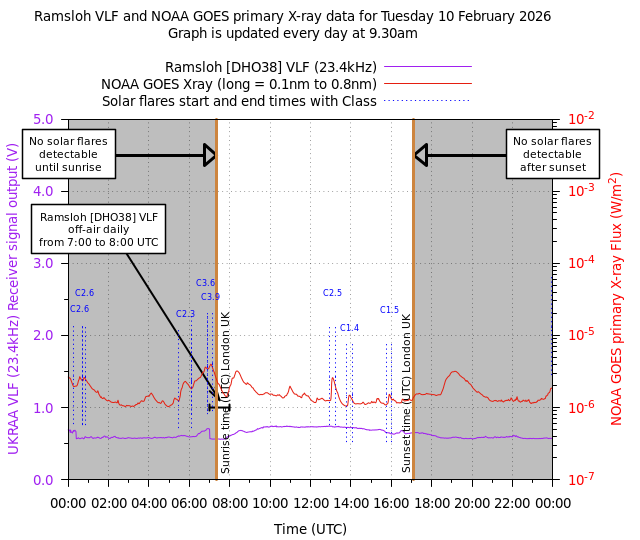 Ramsloh VLF and NOAA GOES primary X-ray data for Tuesday 10 February 2026
Graph is updated every day at 9.30am
Ramsloh [DHO38] VLF (23.4kHz)
NOAA GOES Xray (long = 0.1nm to 0.8nm)
Solar flares start and end times with Class
5.0
4.0
3.0
2.0
1.0
0.0
UKRAA VLF (23.4kHz) Receiver signal output (V)
No solar flares
detectable
until sunrise
Ramsloh [DHO38] VLF
off-air daily
from 7:00 to 8:00 UTC
C2.6
C2.6
C2.3
C3.6
C3.9
C2.5
C1.4
C1.5
Sunrise time (UTC) London UK
Sunset time (UTC) London UK
No solar flares
detectable
after sunset
10-2
10-3
10-4
10-5
10-6
10-7
NOAA GOES primary X-ray Flux (W/m2)
00:00 02:00 04:00 06:00 08:00 10:00 12:00 14:00 16:00 18:00 20:00 22:00 00:00
Time (UTC)